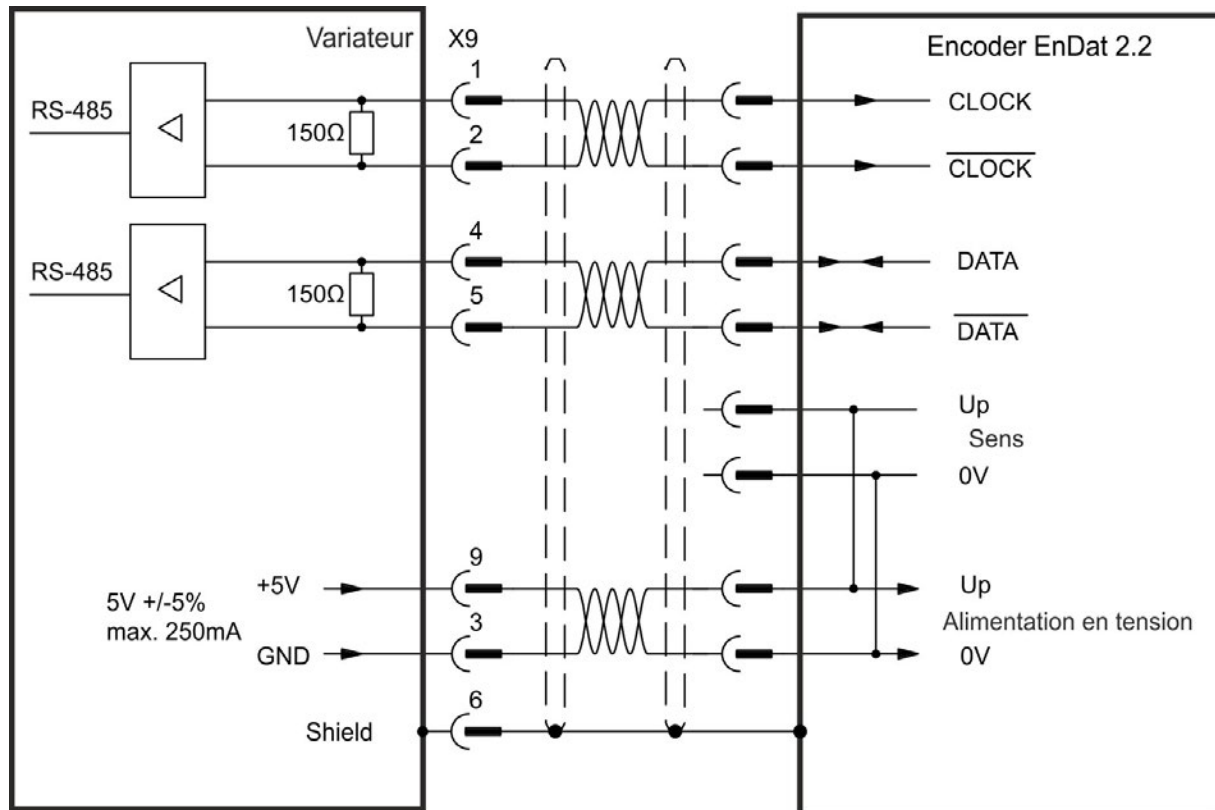 Variateur
X9
Encoder EnDat 2.2
1
RS-485
150Ω
CLOCK
2
CLOCK
4
RS-485
150Ω
DATA
5
DATA
Up
Sens
0V
9
5V +/-5%
max. 250mA
+5V
Up
Alimentation en tension
3
GND
0V
6
Shield